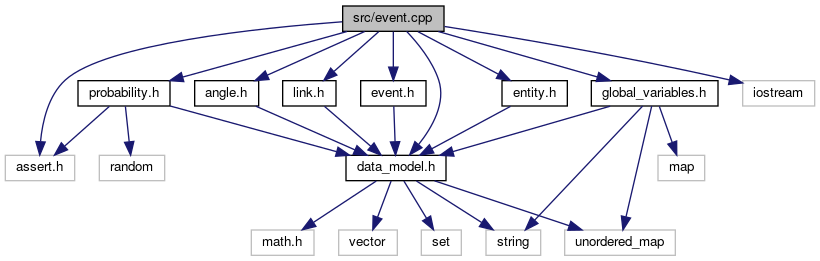 src/event.cpp
probability.h
angle.h
link.h
event.h
entity.h
global_variables.h
iostream
assert.h
random
data_model.h
map
math.h
vector
set
string
unordered_map